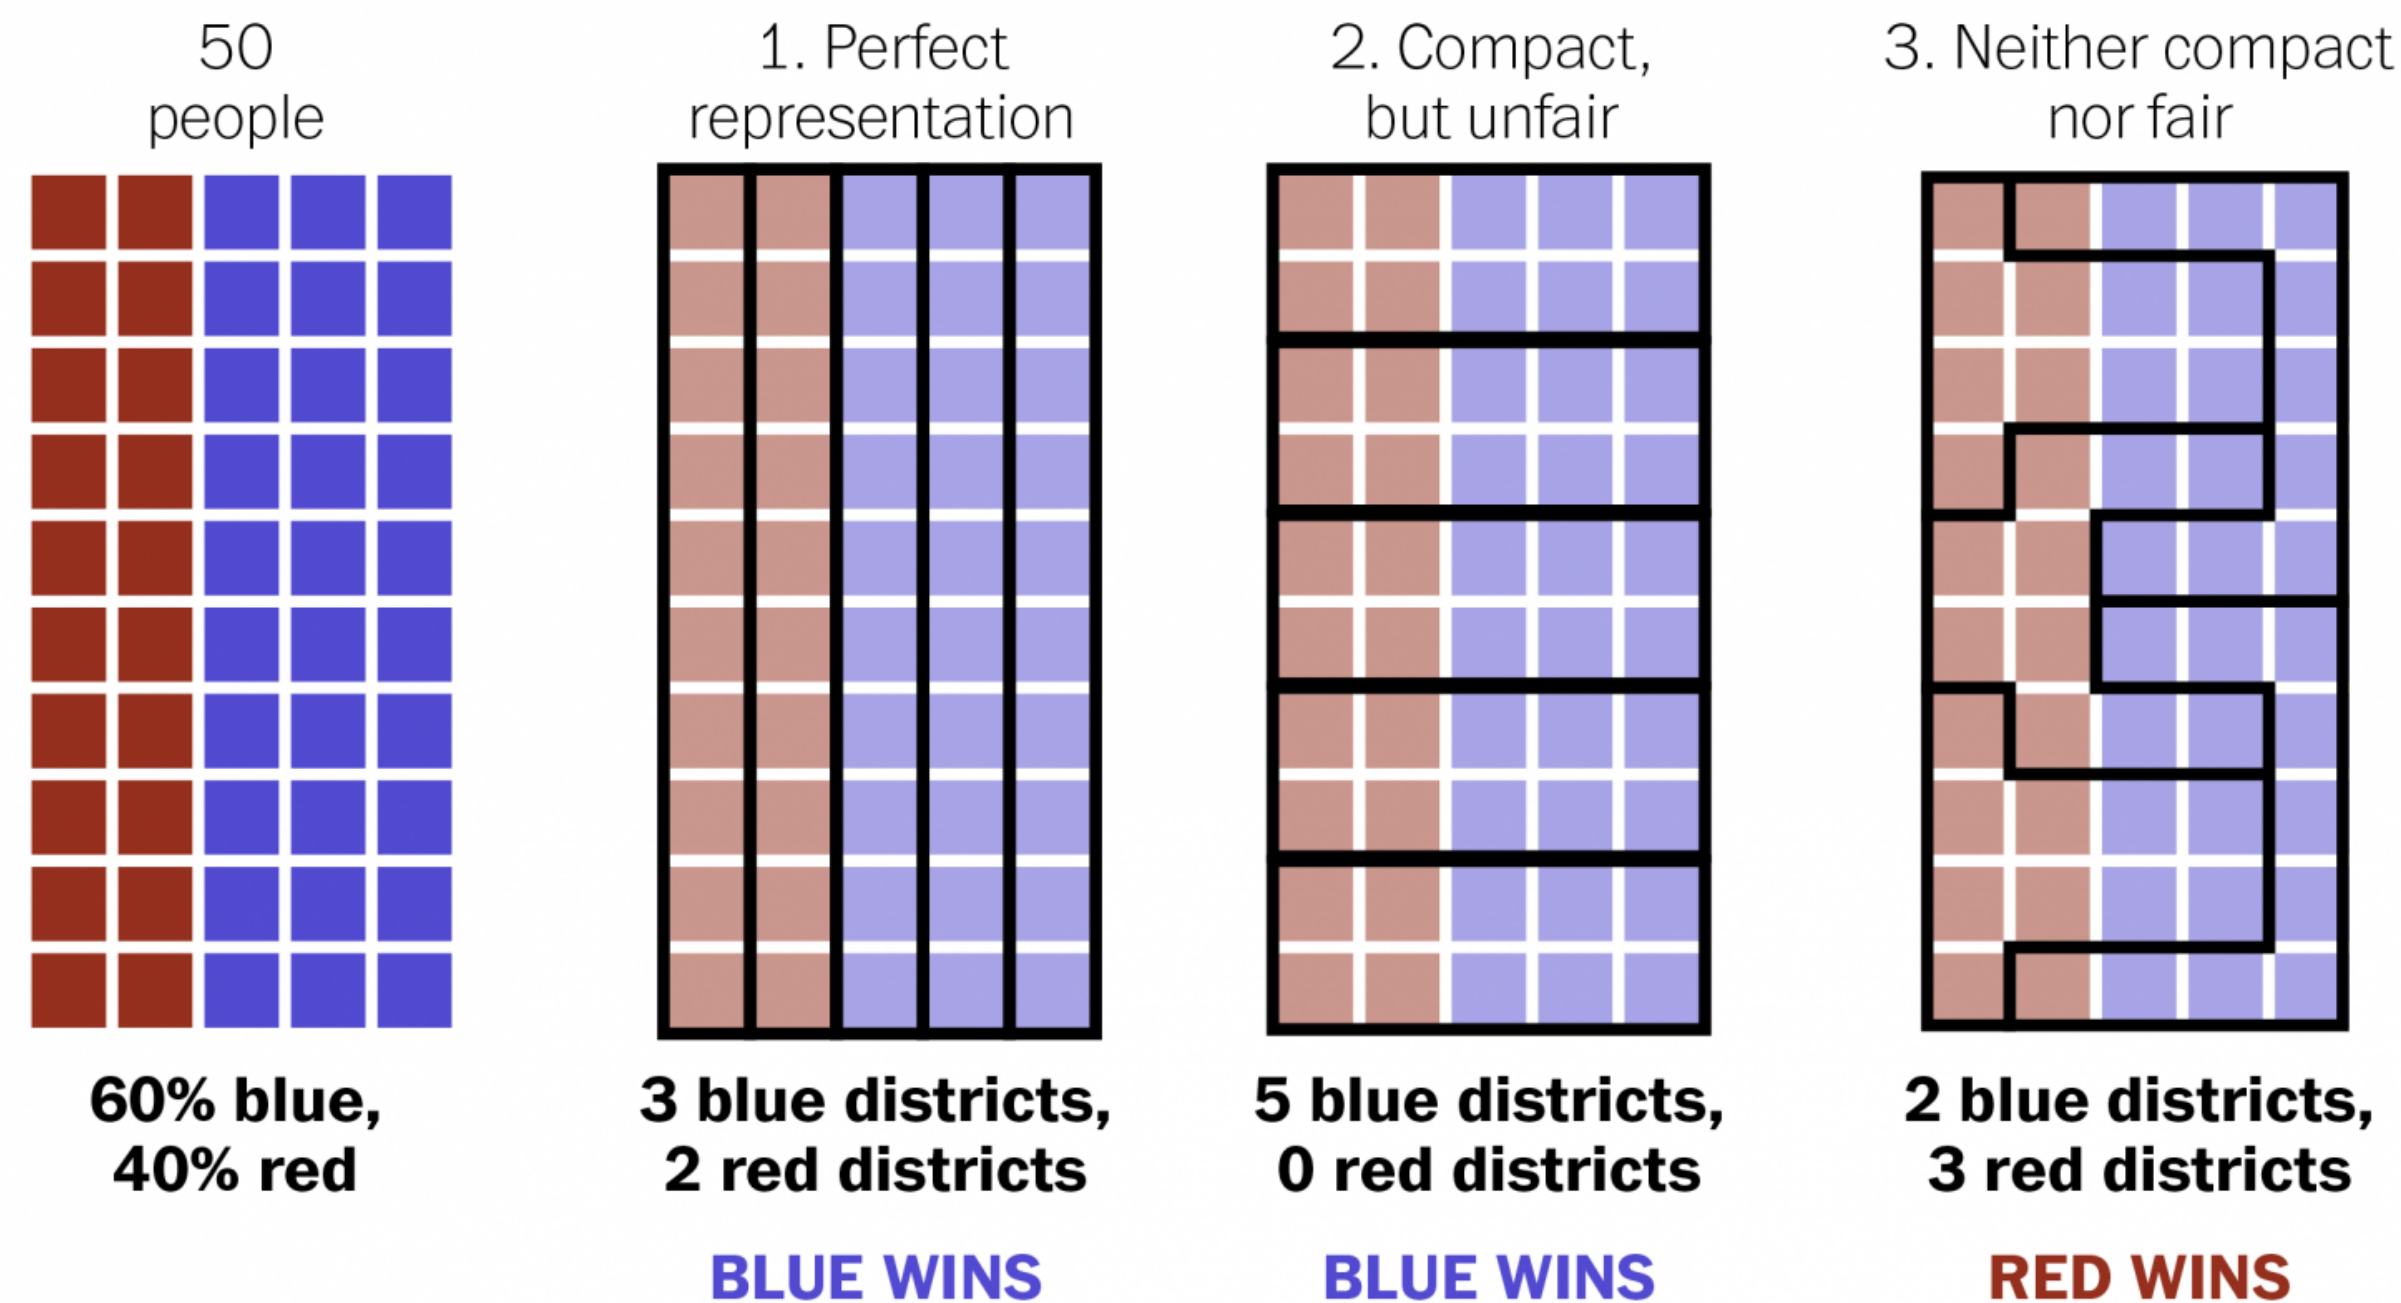 50
people
1. Perfect
representation
2. Compact,
but unfair
3. Neither compact
nor fair
60% blue,
40% red
3 blue districts,
2 red districts
5 blue districts,
0 red districts
2 blue districts,
3 red districts
BLUE WINS
BLUE WINS
RED WINS